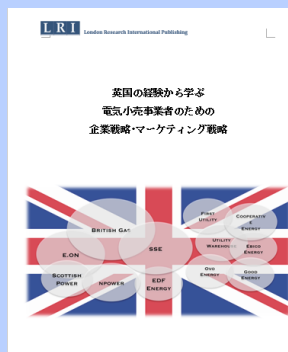 LRI London Research International Publishing
英国の経験から学ぶ
電気小売事業者のための
企業戦略・マーケティング戦略
BRITISH GAS
SSE
E.ON
SCOTTISH
POWER
NPOWER
EDF
ENERGY
FIRST
UTILITY
COOPERATIV
E
ENERGY
UTILITY
WAREHOUSE
ERICO
ENERGY
OVO
ENERGY
GOOD
ENERGY